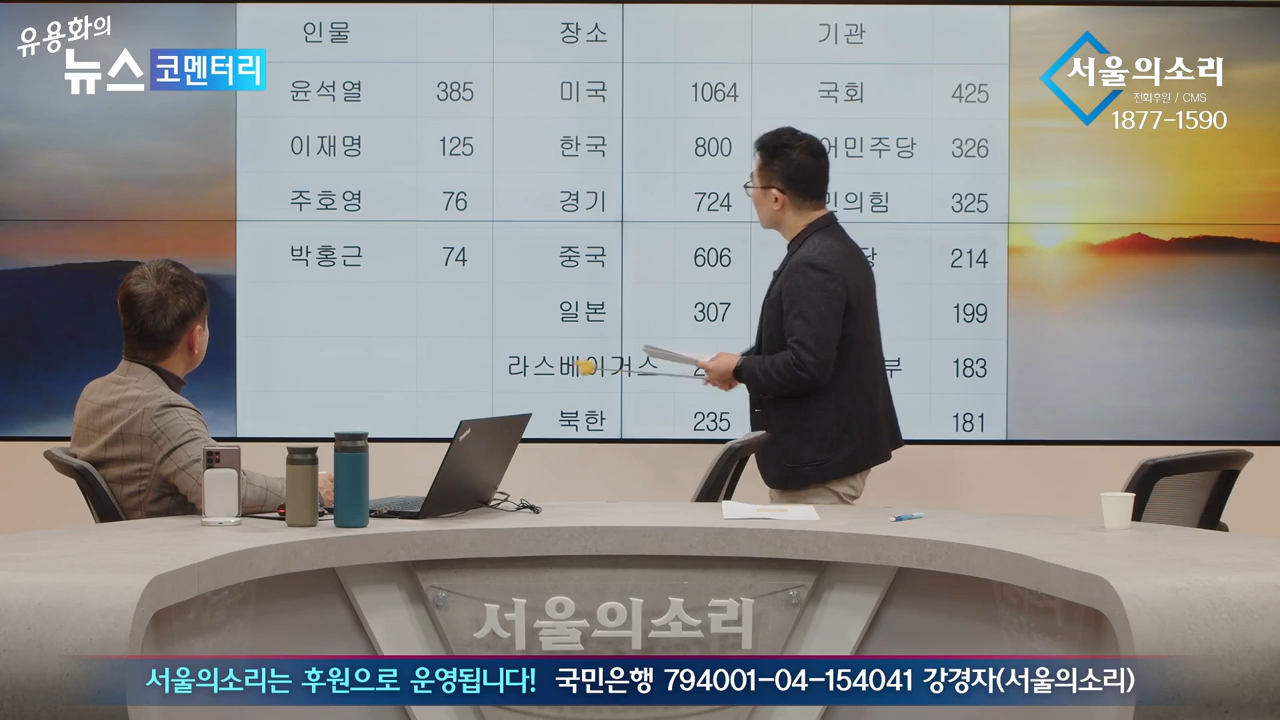 유용화의
뉴스 코멘터리
서울의소리
전화후원 / CMS
1877-1590
인물 장소 기관
윤석열 385 미국 1064 국회 425
이재명 125 한국 800 어민주당 326
주호영 76 경기 724 민의힘 325
박홍근 74 중국 606 당 214
일본 307 199
라스베이거스 183
북한 235 181
서울의소리
서울의소리는 후원으로 운영됩니다! 국민은행 794001-04-154041 강경자(서울의소리)